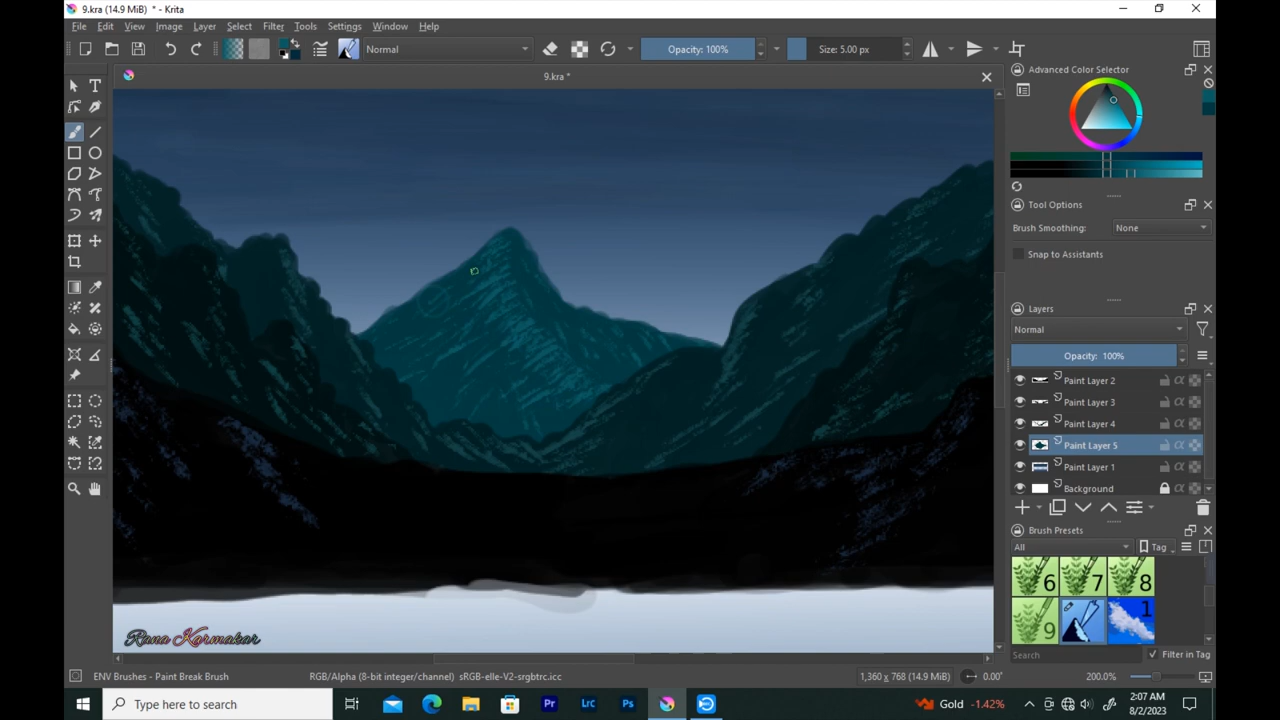 9.kra (14.9 MiB) * - Krita
File Edit View Image Layer Select Filter Tools Settings Window Help
Normal
Opacity: 100%
Size: 5.00 px
9.kra *
Advanced Color Selector
Tool Options
Brush Smoothing: None
Snap to Assistants
Layers
Normal
Opacity: 100%
Paint Layer 2
Paint Layer 3
Paint Layer 4
Paint Layer 5
Paint Layer 1
Background
Brush Presets
All
Tag
6 7 8
9 1
Search
Filter in Tag
Rana Karmakar
ENV Brushes - Paint Break Brush
RGB/Alpha (8-bit integer/channel) sRGB-elle-V2-srgbtrc.icc
1,360 x 768 (14.9 MiB)
0.00°
200.0%
Type here to search
Pr
Lrc
Ps
Gold -1.42%
2:07 AM
8/2/2023